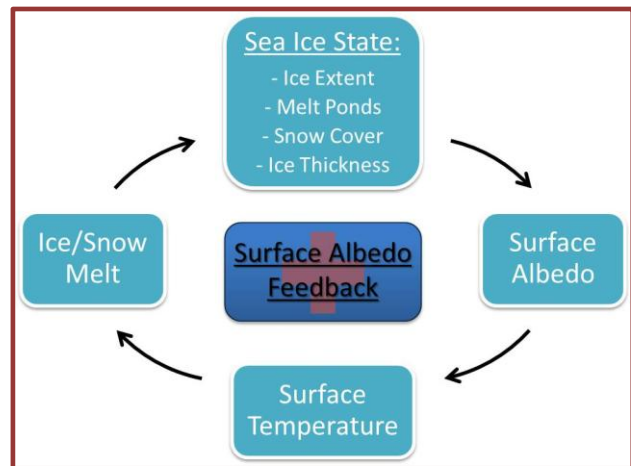 Sea Ice State:
- Ice Extent
- Melt Ponds
- Snow Cover
- Ice Thickness
Ice/Snow
Melt
Surface Albedo
Feedback
Surface
Albedo
Surface
Temperature